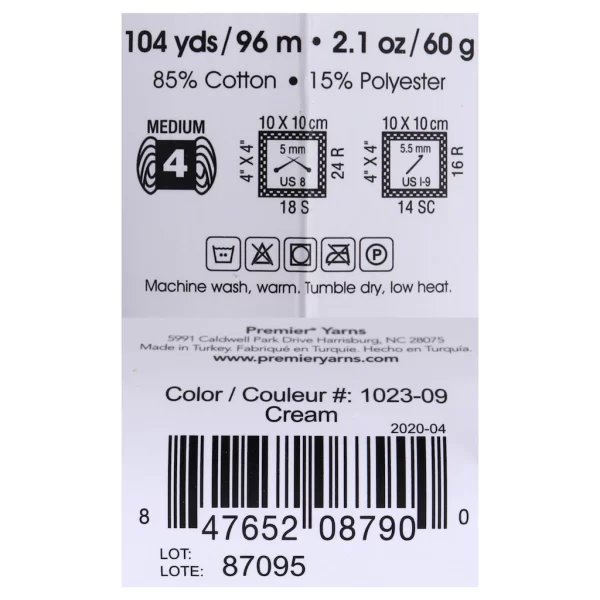 104 yds/96 m • 2.1 oz/60 g
85% Cotton • 15% Polyester
MEDIUM
4
10 X 10 cm
4" X 4"
5 mm
US 8
24 R
18 S
10 X 10 cm
4" X 4"
5.5 mm
US I-9
16 R
14 SC
P
Machine wash, warm. Tumble dry, low heat.
Premier® Yarns
5991 Caldwell Park Drive Harrisburg, NC 28075
Made in Turkey. Fabriqué en Turquie. Hecho en Turquía.
www.premieryarns.com
Color / Couleur #: 1023-09
Cream
2020-04
8 47652 08790 0
LOT:
LOTE: 87095